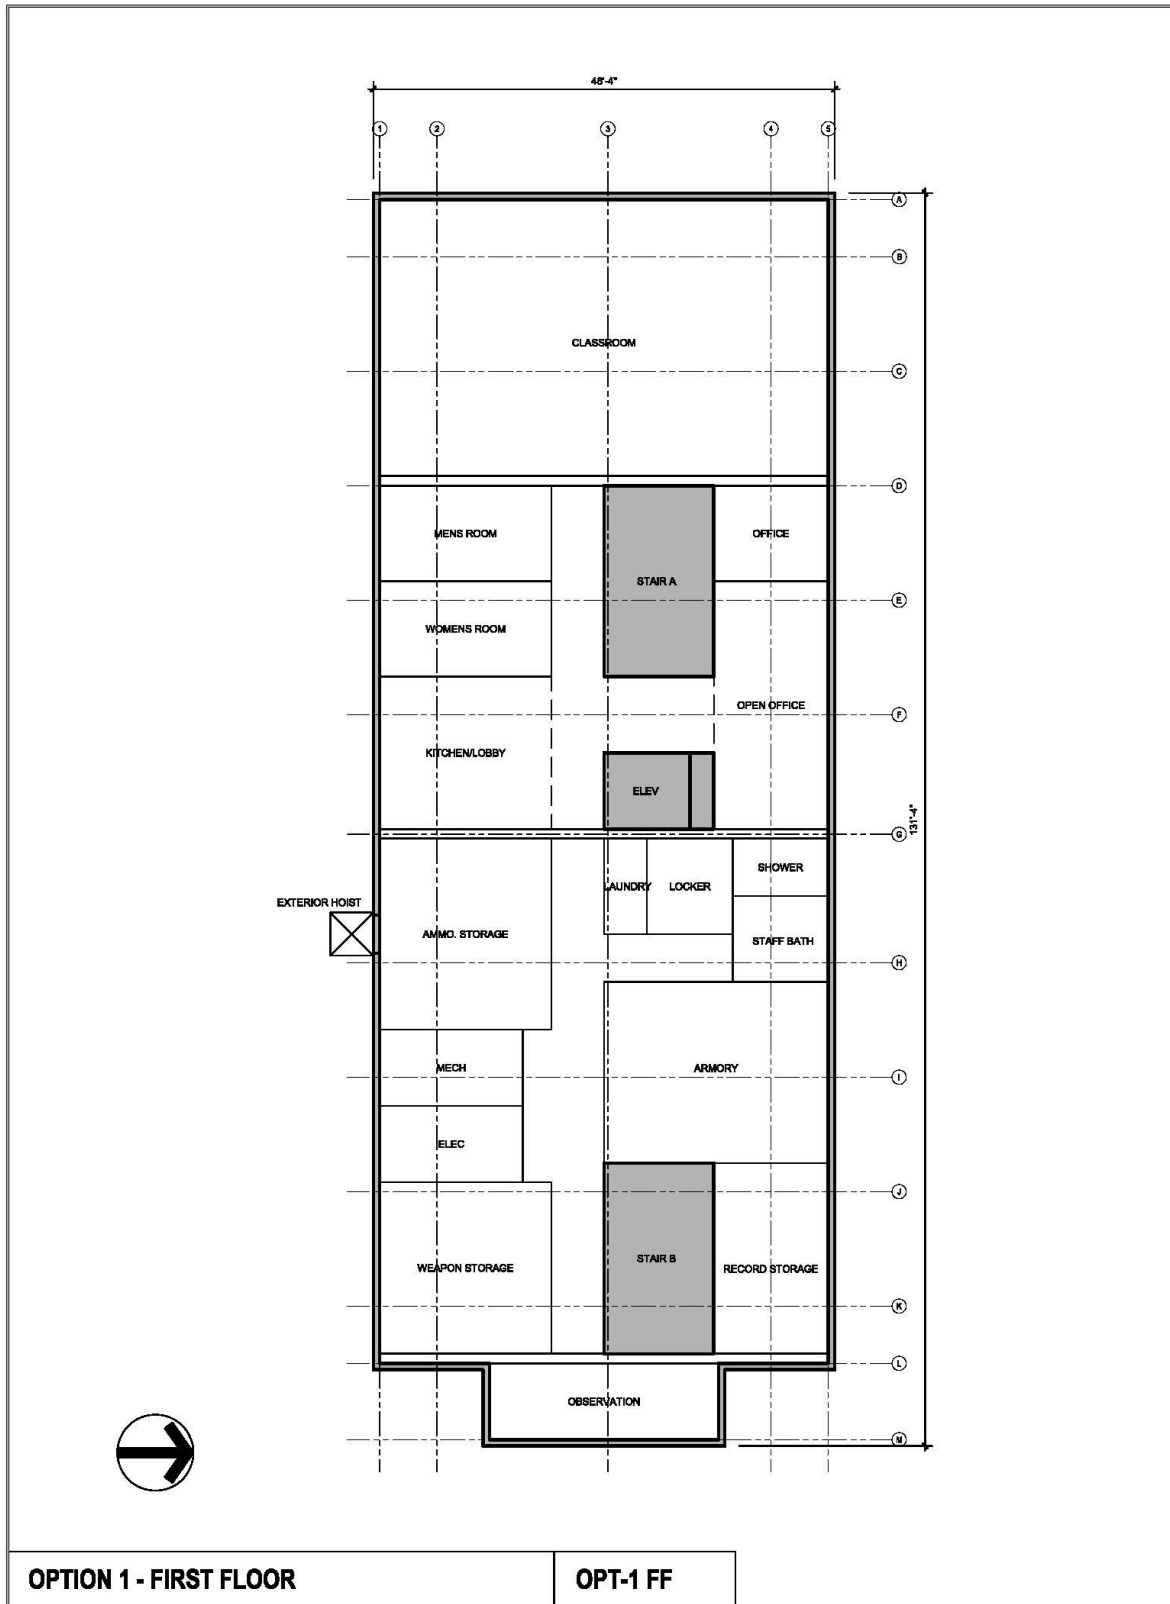 48'-4"
1 2 3 4 5
A
B
CLASSROOM
C
D
MENS ROOM
OFFICE
STAIR A
E
WOMENS ROOM
OPEN OFFICE
F
KITCHEN/LOBBY
ELEV
131'-4"
G
SHOWER
LAUNDRY
LOCKER
EXTERIOR HOIST
AMMO. STORAGE
STAFF BATH
H
MECH
ARMORY
I
ELEC
J
STAIR B
WEAPON STORAGE
RECORD STORAGE
K
L
OBSERVATION
M
OPTION 1 - FIRST FLOOR
OPT-1 FF